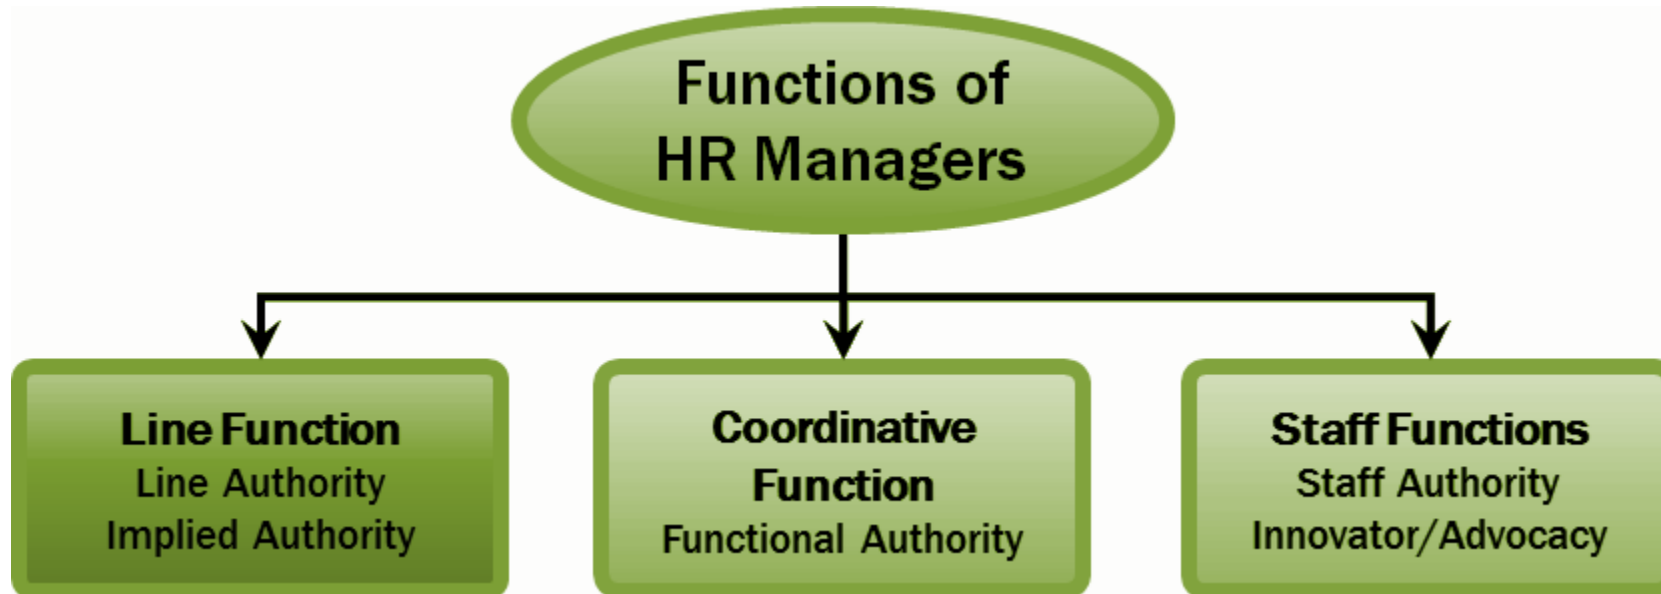 Functions of
HR Managers
Line Function
Line Authority
Implied Authority
Coordinative
Function
Functional Authority
Staff Functions
Staff Authority
Innovator/Advocacy